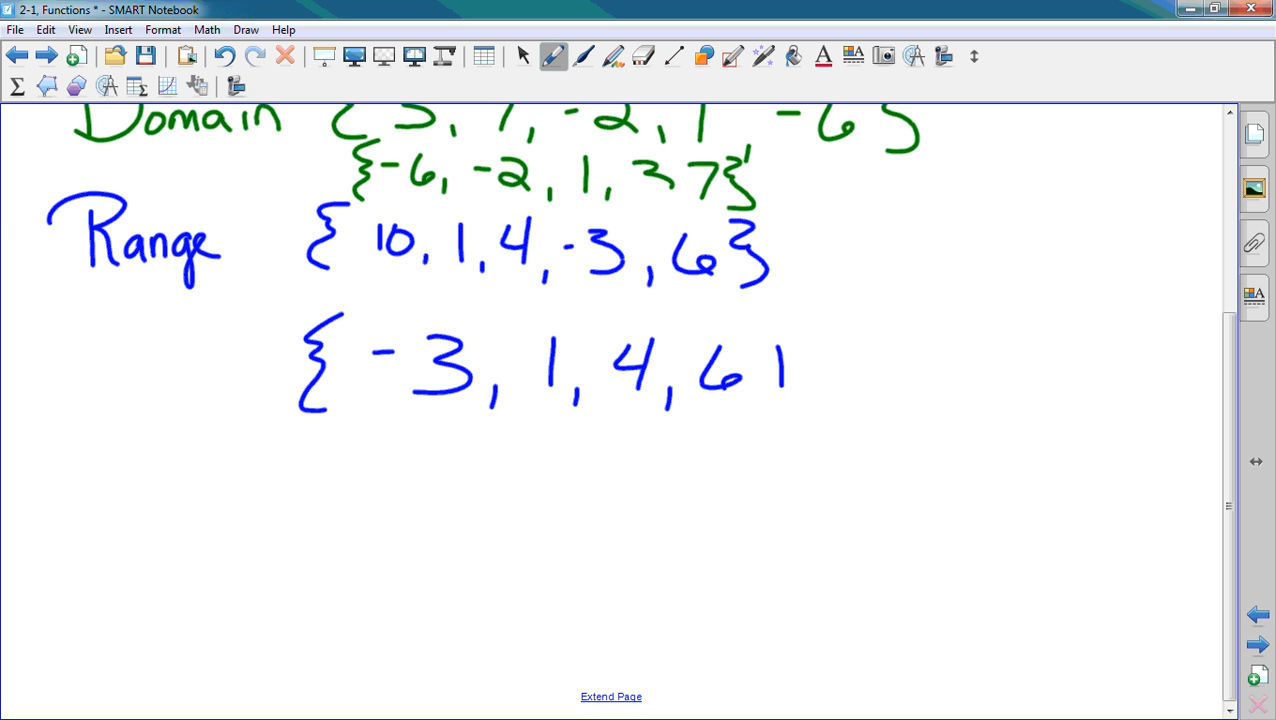 2-1, Functions * - SMART Notebook
File Edit View Insert Format Math Draw Help
Domain {3, 7, -2, 1 -6}
{-6, -2, 1, 3 7}
Range {10, 1, 4, -3, 6}
{-3, 1, 4, 6 1
Extend Page